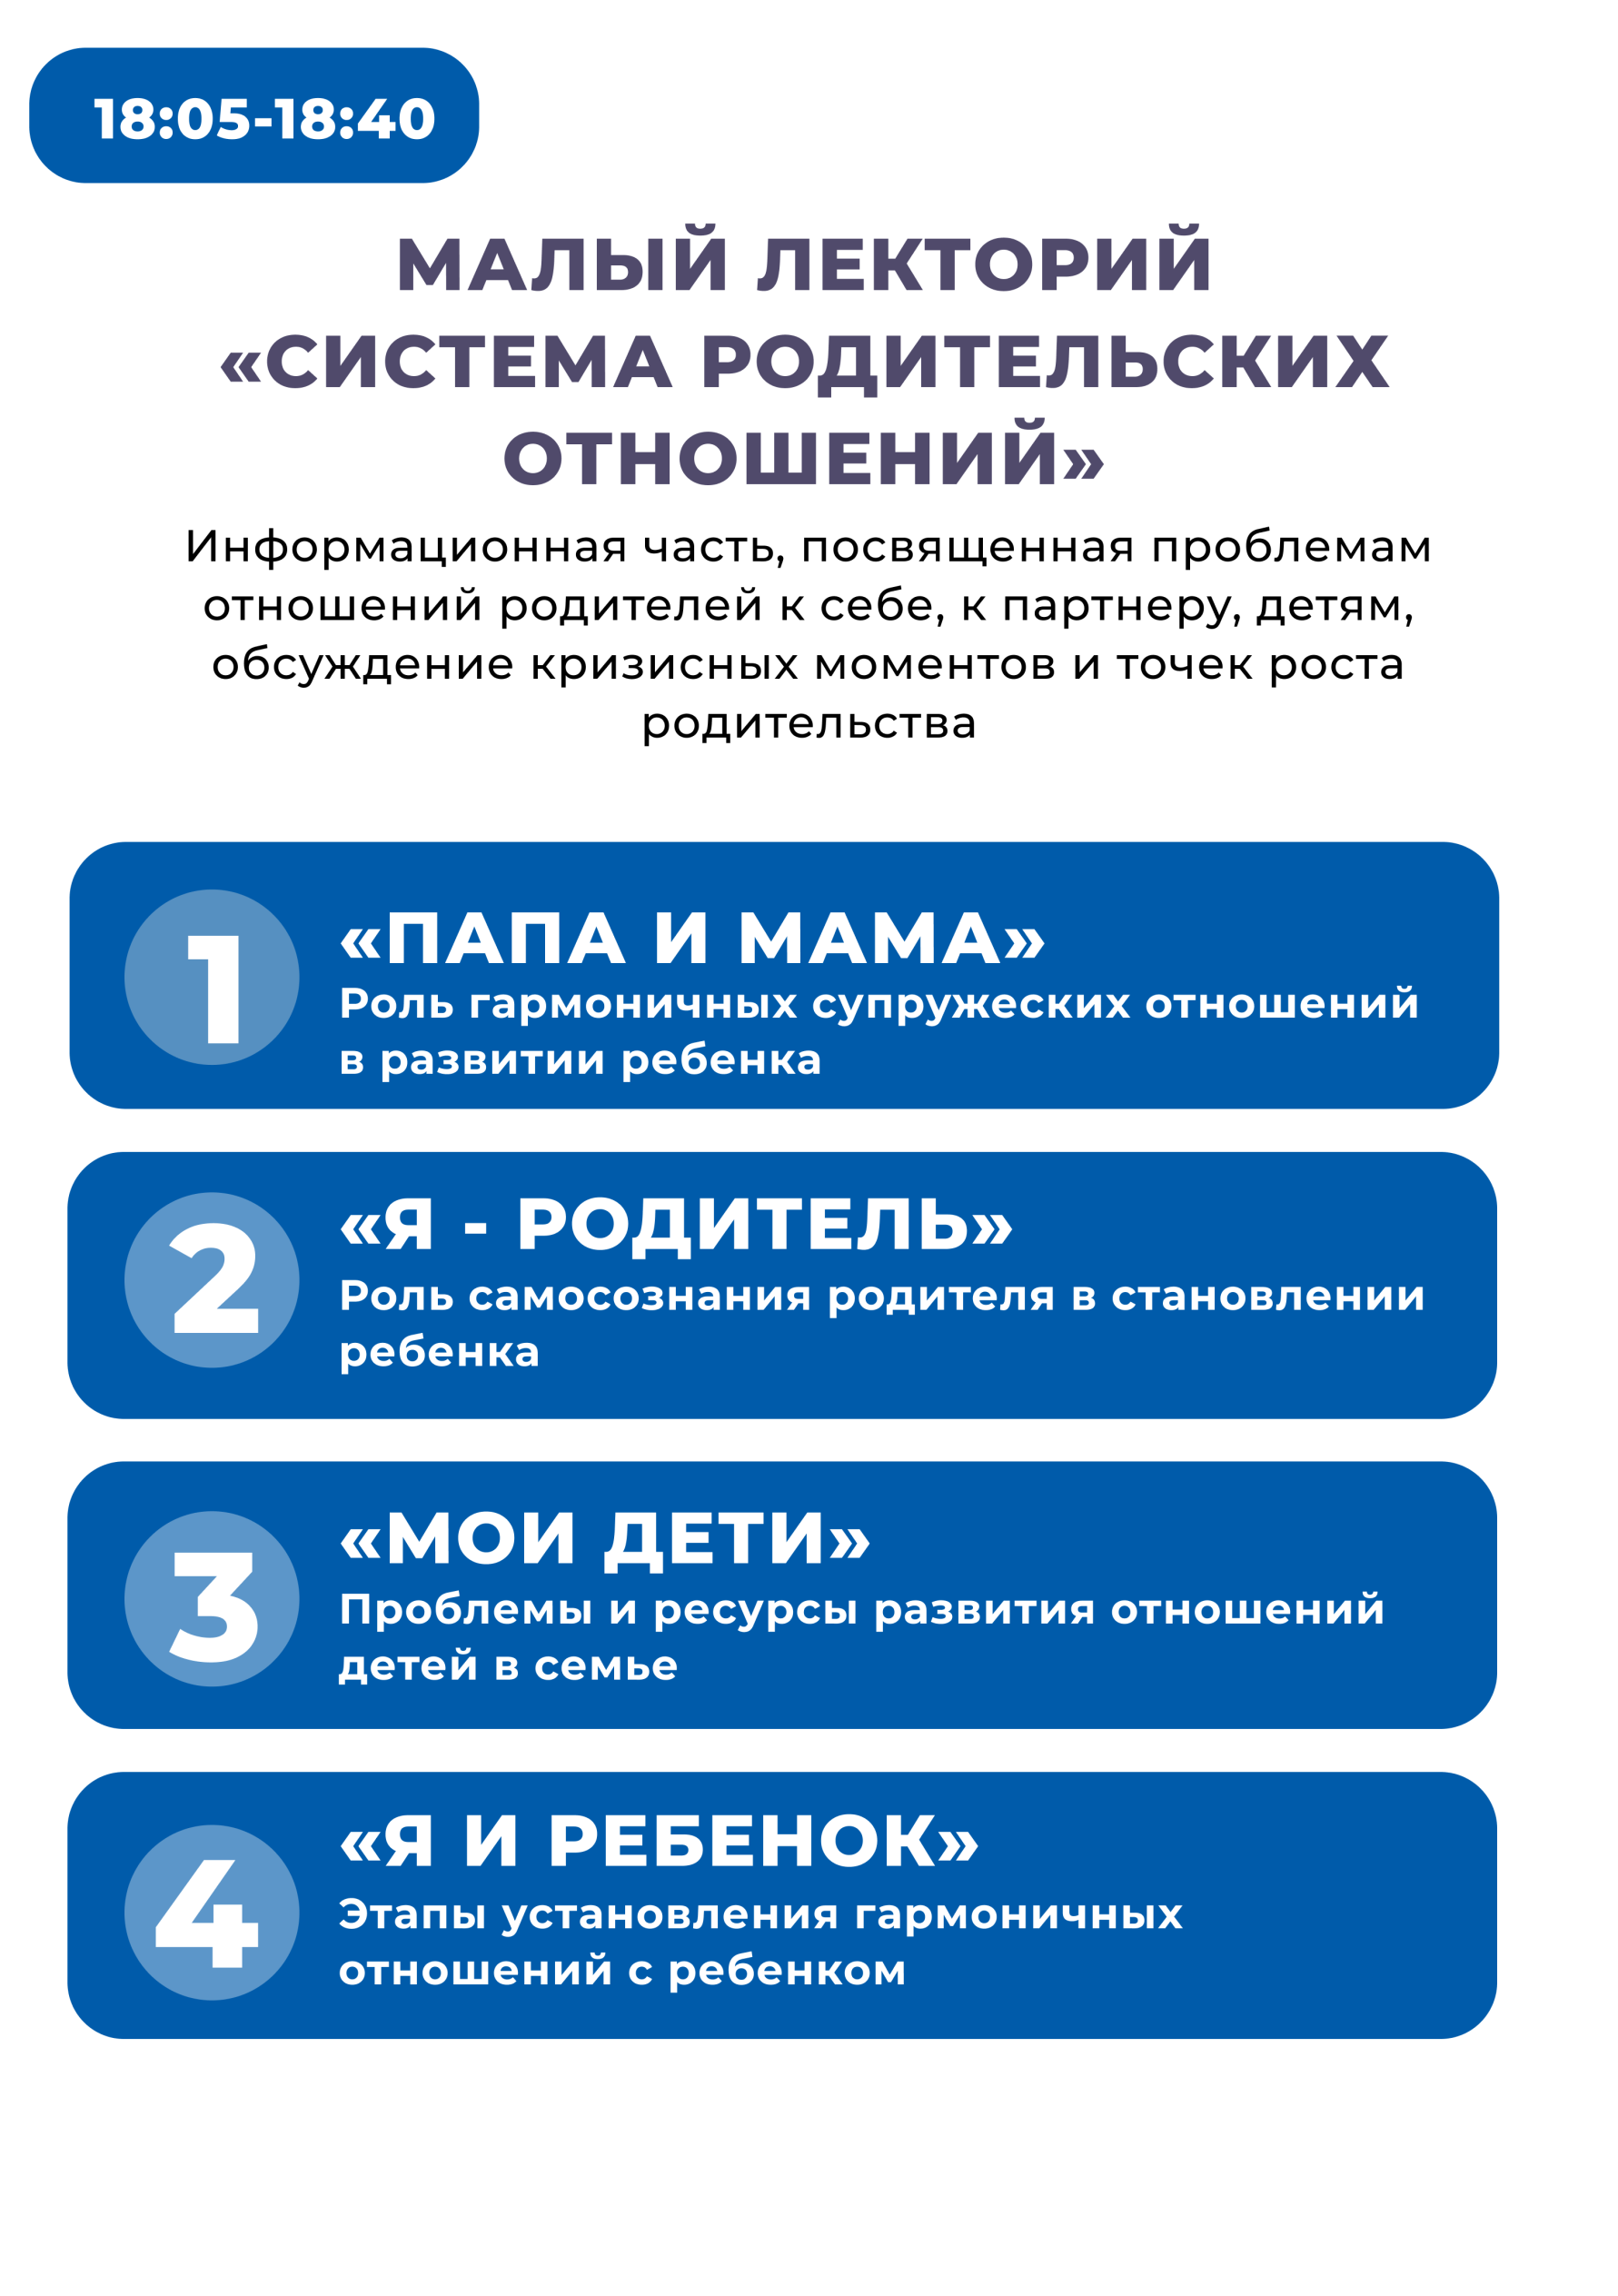 18:05-18:40
МАЛЫЙ ЛЕКТОРИЙ
«СИСТЕМА РОДИТЕЛЬСКИХ
ОТНОШЕНИЙ»
Информационная часть, посвященная проблемам
отношений родителей к себе, к партнеру, детям,
обсуждение кризисных моментов и точек роста
родительства
1
«ПАПА И МАМА»
Роль гармоничных супружеских отношений
в развитии ребенка
2
«Я - РОДИТЕЛЬ»
Роль самосознания родителя в становлении
ребенка
3
«МОИ ДЕТИ»
Проблемы и ресурсы развития отношений
детей в семье
4
«Я И РЕБЕНОК»
Этапы установления гармоничных
отношений с ребенком